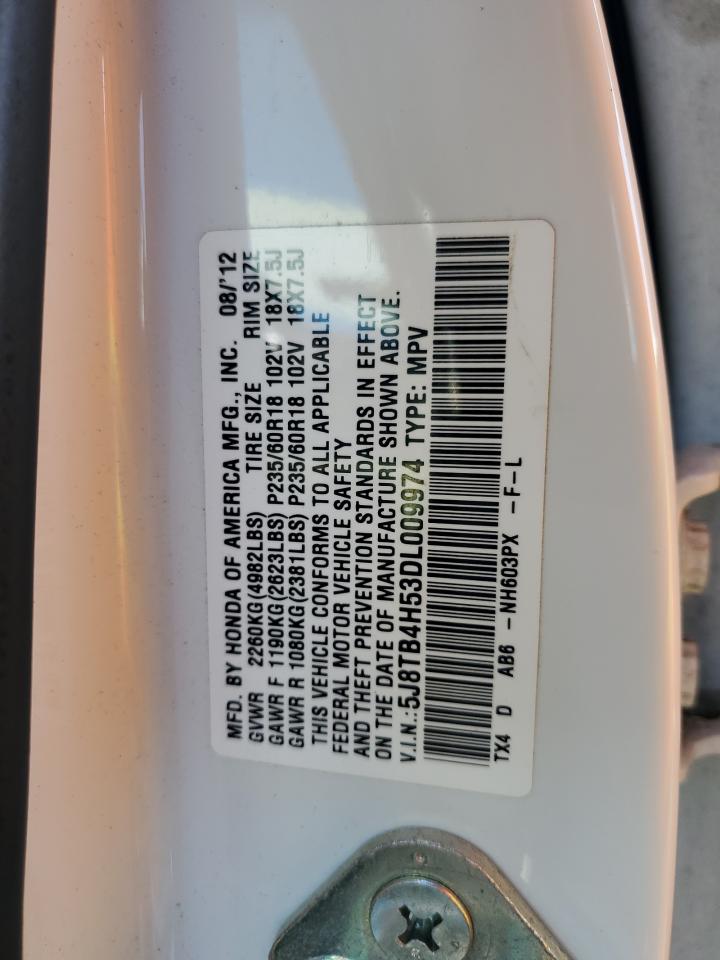 MFD. BY HONDA OF AMERICA MFG., INC. 08/'12
GVWR 2260KG(4982LBS) TIRE SIZE RIM SIZE
GAWR F 1190KG(2623LBS) P235/60R18 102V 18X7.5J
GAWR R 1080KG(2381LBS) P235/60R18 102V 18X7.5J
THIS VEHICLE CONFORMS TO ALL APPLICABLE
FEDERAL MOTOR VEHICLE SAFETY
AND THEFT PREVENTION STANDARDS IN EFFECT
ON THE DATE OF MANUFACTURE SHOWN ABOVE.
V.I.N.:5J8TB4H53DL009974 TYPE: MPV
TX4 D AB6 -NH603PX -F-L